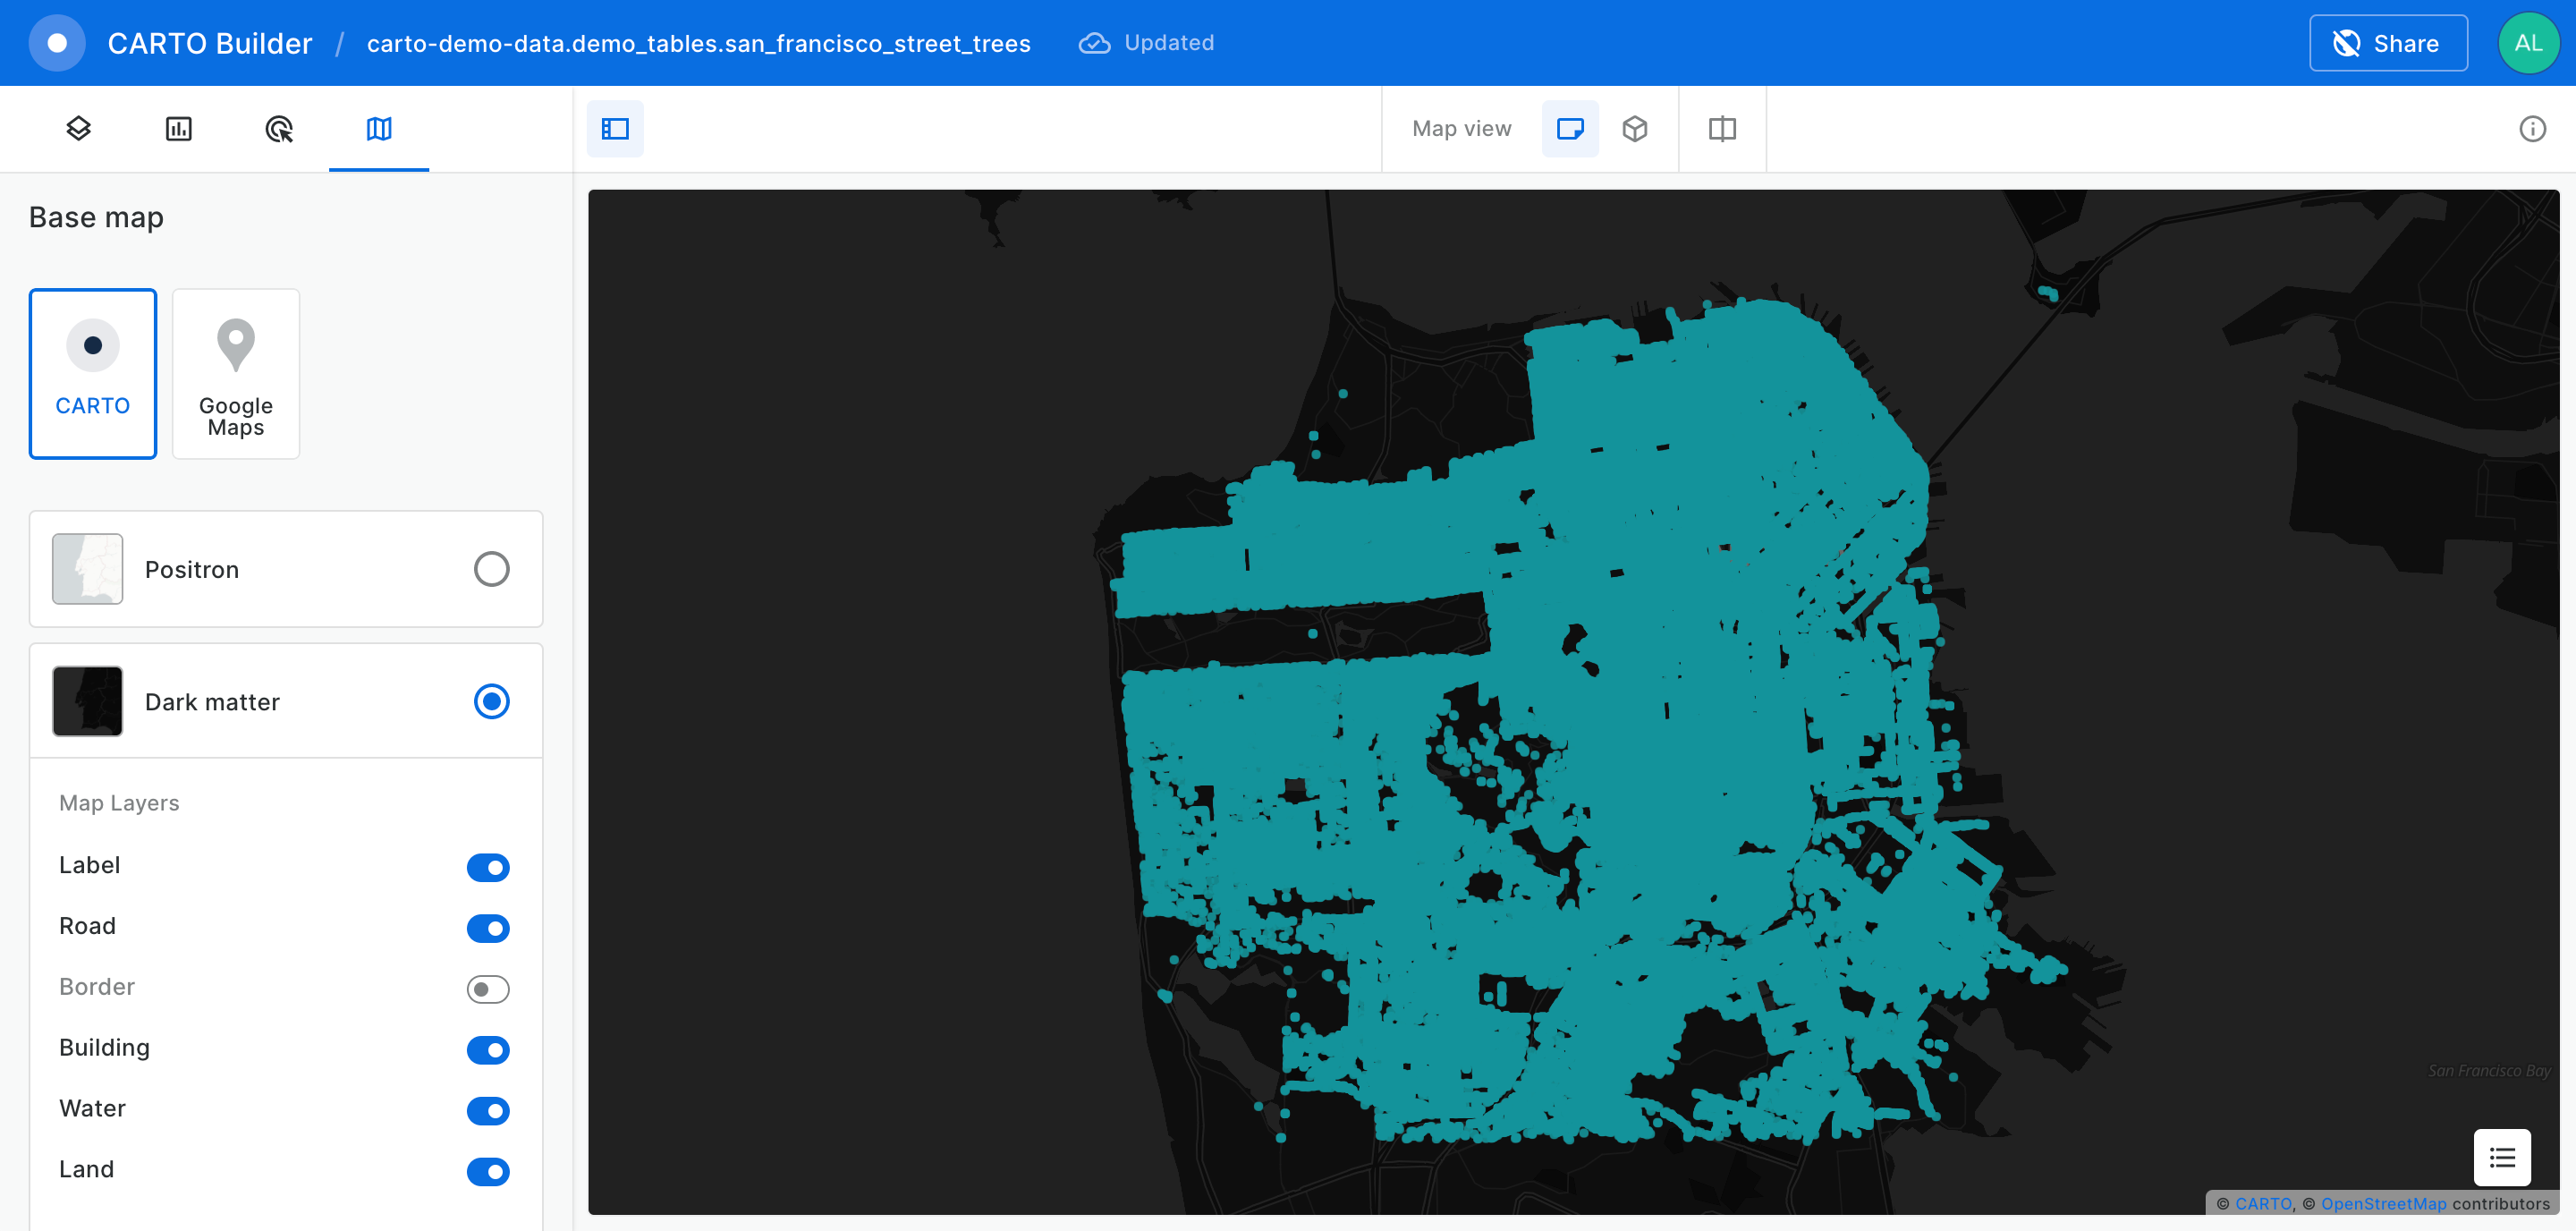 CARTO Builder / carto-demo-data.demo_tables.san_francisco_street_trees Updated Share AL
Map view
Base map
CARTO
Google
Maps
Positron
Dark matter
Map Layers
Label
Road
Border
Building
Water
Land
San Francisco Bay
© CARTO, © OpenStreetMap contributors